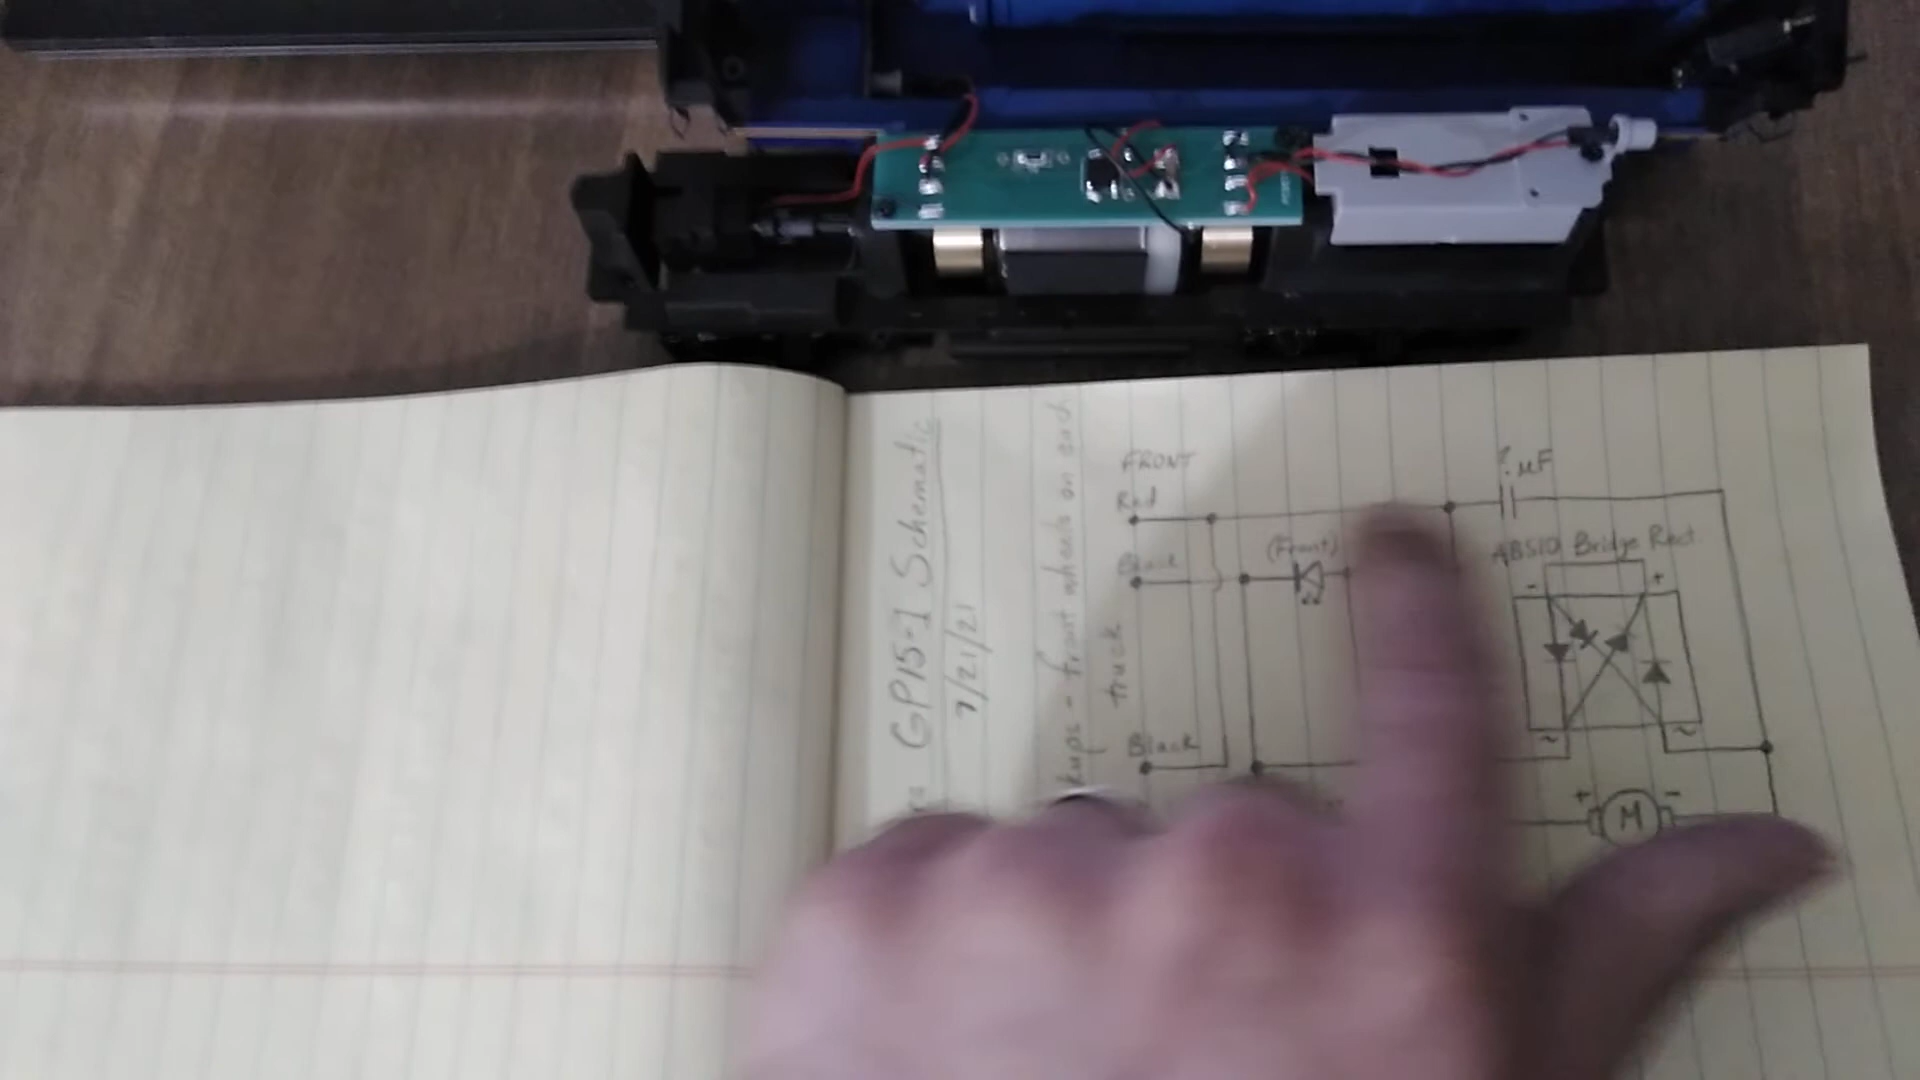 GP15-1 Schematic
7/21/21
front wheels on each
truck
FRONT
Red
Black
(Front)
? µF
ABS10 Bridge Rect
- +
~ ~
Black
+ M -